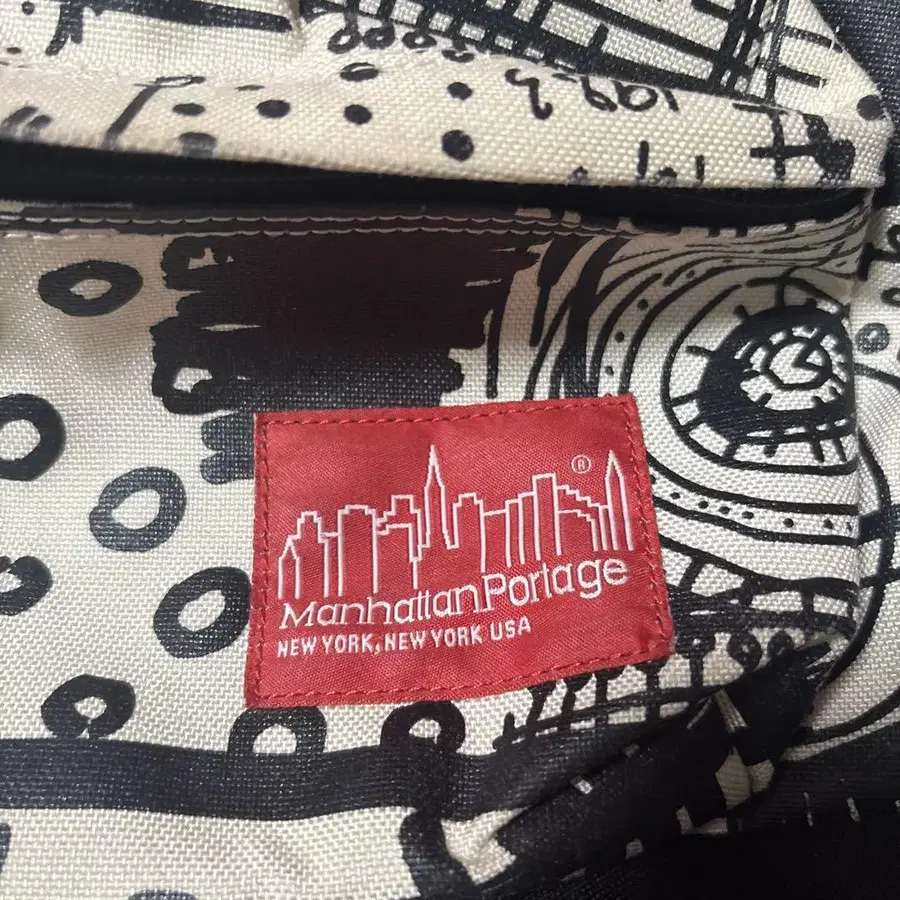 ®
ManhattanPortage
NEW YORK, NEW YORK USA